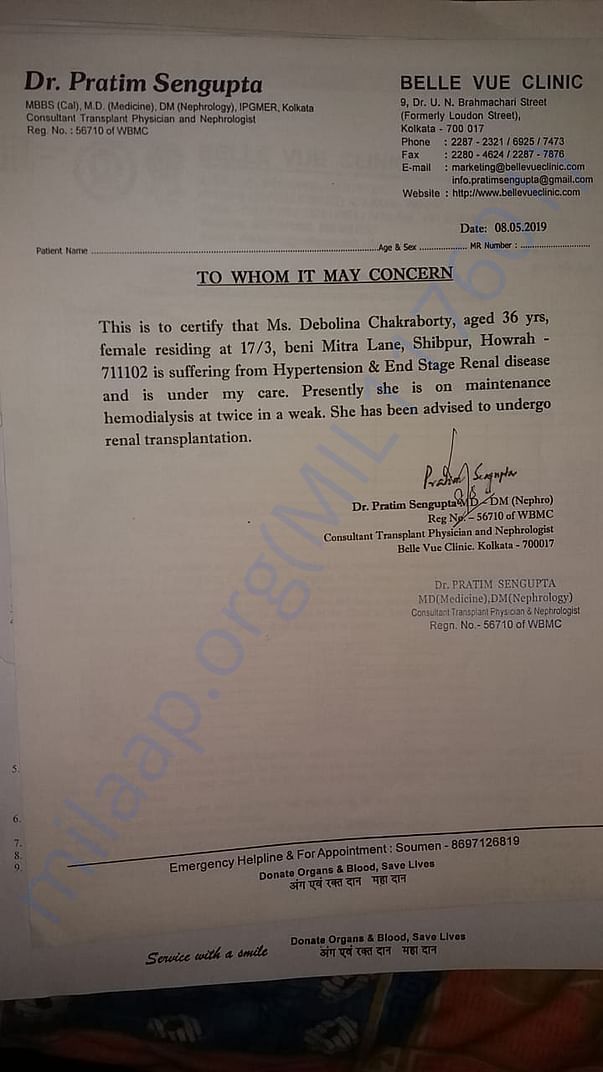 Dr. Pratim Sengupta
MBBS (Cal), M.D. (Medicine), DM (Nephrology), IPGMER, Kolkata
Consultant Transplant Physician and Nephrologist
Reg. No. : 56710 of WBMC
BELLE VUE CLINIC
9, Dr. U. N. Brahmachari Street
(Formerly Loudon Street),
Kolkata - 700 017
Phone : 2287 - 2321 / 6925 / 7473
Fax : 2280 - 4624 / 2287 - 7876
E-mail : marketing@bellevueclinic.com
info.pratimsengupta@gmail.com
Website : http://www.bellevueclinic.com
Date: 08.05.2019
Patient Name ........ Age & Sex ........ MR Number : ........
TO WHOM IT MAY CONCERN
This is to certify that Ms. Debolina Chakraborty, aged 36 yrs,
female residing at 17/3, beni Mitra Lane, Shibpur, Howrah -
711102 is suffering from Hypertension & End Stage Renal disease
and is under my care. Presently she is on maintenance
hemodialysis at twice in a weak. She has been advised to undergo
renal transplantation.
Pratim Sengupta
Dr. Pratim Sengupta MD – DM (Nephro)
Reg No. – 56710 of WBMC
Consultant Transplant Physician and Nephrologist
Belle Vue Clinic. Kolkata - 700017
Dr. PRATIM SENGUPTA
MD(Medicine),DM(Nephrology)
Consultant Transplant Physician & Nephrologist
Regn. No.- 56710 of WBMC
5.
6.
7.
8.
9.
Emergency Helpline & For Appointment : Soumen - 8697126819
Donate Organs & Blood, Save Lives
अंग एवं रक्त दान महा दान
Service with a smile
Donate Organs & Blood, Save Lives
अंग एवं रक्त दान महा दान